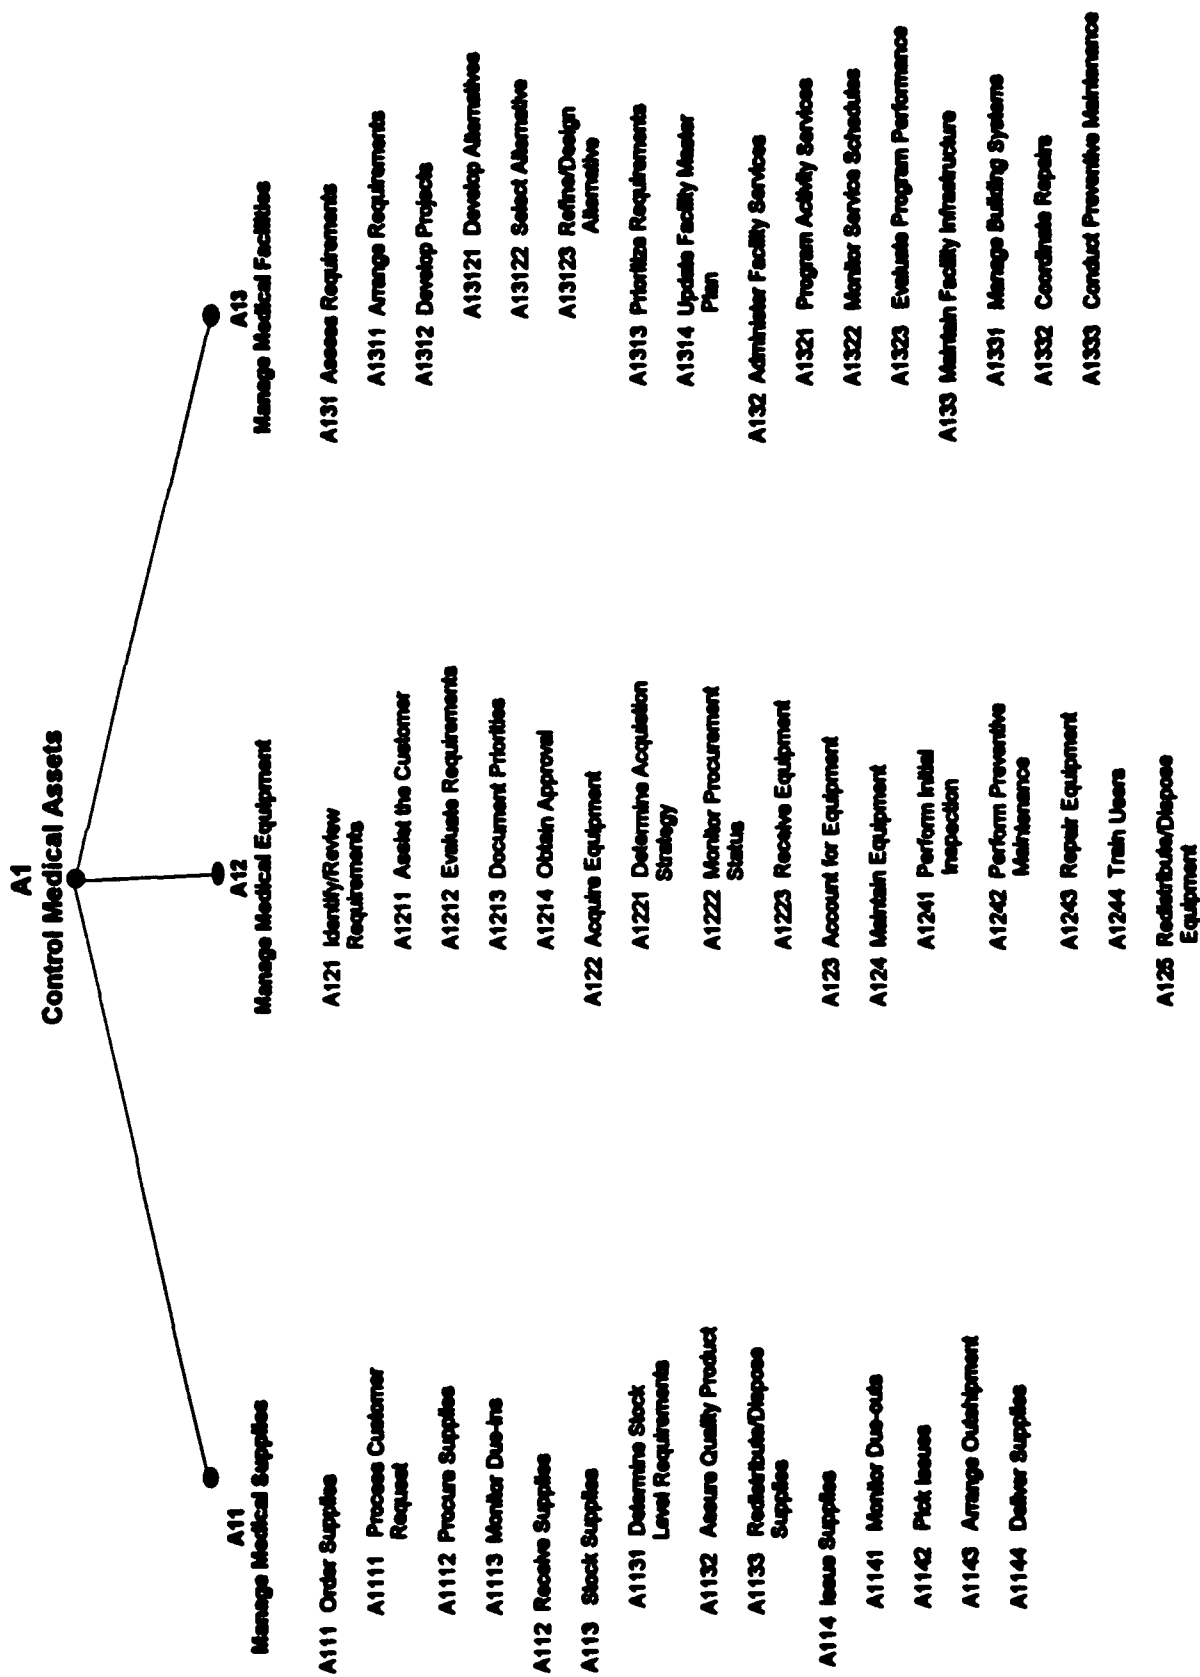 A1
Control Medical Assets
A11
Manage Medical Supplies
A111 Order Supplies
A1111 Process Customer
Request
A1112 Procure Supplies
A1113 Monitor Due-Ins
A112 Receive Supplies
A113 Stock Supplies
A1131 Determine Stock
Level Requirements
A1132 Assure Quality Product
A1133 Redistribute/Dispose
Supplies
A114 Issue Supplies
A1141 Monitor Due-outs
A1142 Pick Issues
A1143 Arrange Outshipment
A1144 Deliver Supplies
A12
Manage Medical Equipment
A121 Identify/Review
Requirements
A1211 Assist the Customer
A1212 Evaluate Requirements
A1213 Document Priorities
A1214 Obtain Approval
A122 Acquire Equipment
A1221 Determine Acquisition
Strategy
A1222 Monitor Procurement
Status
A1223 Receive Equipment
A123 Account for Equipment
A124 Maintain Equipment
A1241 Perform Initial
Inspection
A1242 Perform Preventive
Maintenance
A1243 Repair Equipment
A1244 Train Users
A125 Redistribute/Dispose
Equipment
A13
Manage Medical Facilities
A131 Assess Requirements
A1311 Arrange Requirements
A1312 Develop Projects
A13121 Develop Alternatives
A13122 Select Alternative
A13123 Refine/Design
Alternative
A1313 Prioritize Requirements
A1314 Update Facility Master
Plan
A132 Administer Facility Services
A1321 Program Activity Services
A1322 Monitor Service Schedules
A1323 Evaluate Program Performance
A133 Maintain Facility Infrastructure
A1331 Manage Building Systems
A1332 Coordinate Repairs
A1333 Conduct Preventive Maintenance